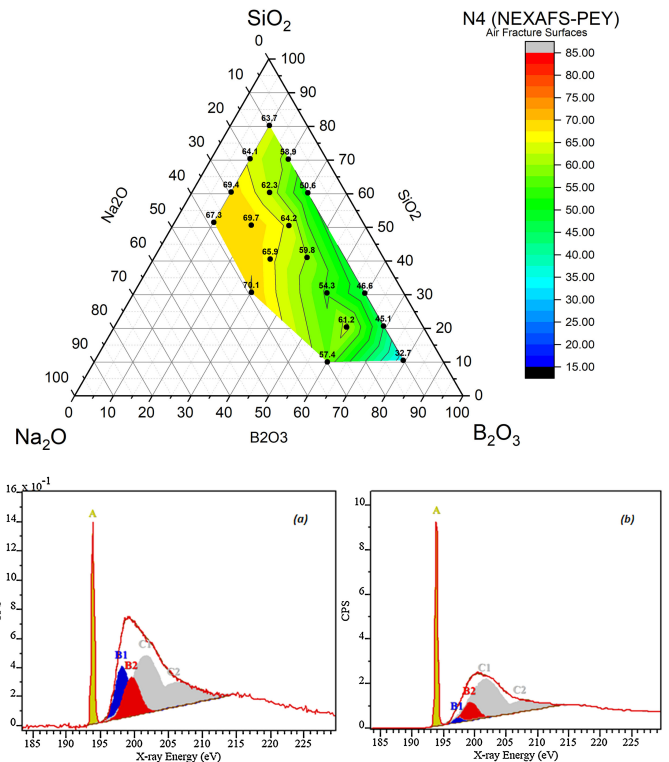 SiO2
N4 (NEXAFS-PEY)
Air Fracture Surfaces
0
10 100
20 90
63.7
30 80
64.1 58.9
40 70
69.4 62.3 50.6
Na2O 60 SiO2
67.3 69.7 64.2
50 50
60 65.9 59.8 40
70 70.1 54.3 46.6 30
80 61.2 45.1 20
90 57.4 32.7 10
100 0
0 10 20 30 40 50 60 70 80 90 100
Na2O B2O3 B2O3
85.00
80.00
75.00
70.00
65.00
60.00
55.00
50.00
45.00
40.00
35.00
30.00
25.00
20.00
15.00
16 x 10-1
14
12
10
8
6
4
2
0
A
(a)
C1
B1
B2
C2
185 190 195 200 205 210 215 220 225
X-ray Energy (eV)
10
8
6
4
2
0
CPS
A
(b)
C1
B2
C2
B1
185 190 195 200 205 210 215 220 225
X-ray Energy (eV)